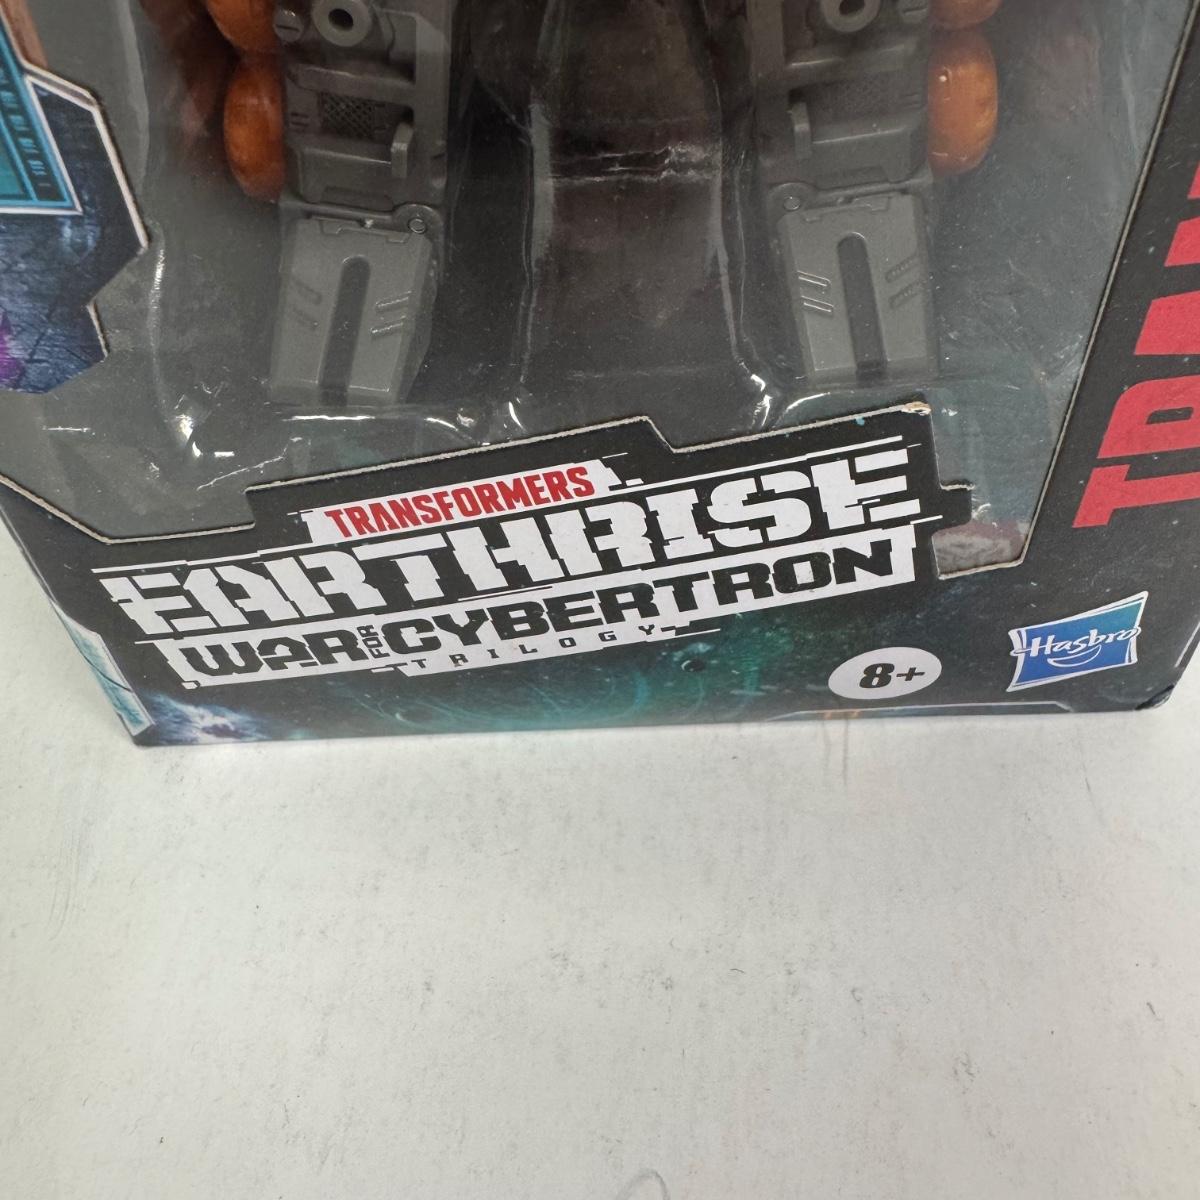 TRANSFORMERS
EARTHRISE
WAR FOR CYBERTRON
TRILOGY
8+
Hasbro